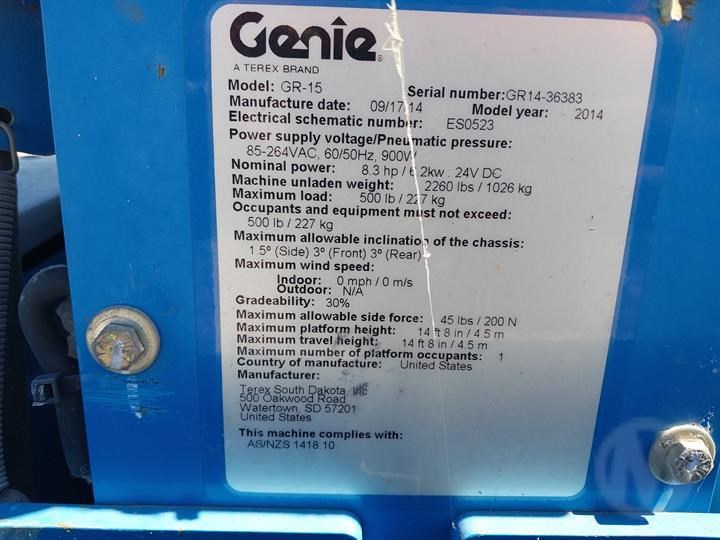 Genie
A TEREX BRAND
Model: GR-15
Serial number:GR14-36383
Manufacture date: 09/17/14
Model year: 2014
Electrical schematic number: ES0523
Power supply voltage/Pneumatic pressure:
85-264VAC, 60/50Hz, 900W
Nominal power: 8.3 hp / 6.2kw : 24V DC
Machine unladen weight: 2260 lbs / 1026 kg
Maximum load: 500 lb / 227 kg
Occupants and equipment must not exceed:
500 lb / 227 kg
Maximum allowable inclination of the chassis:
1.5º (Side) 3º (Front) 3º (Rear)
Maximum wind speed:
Indoor: 0 mph / 0 m/s
Outdoor: N/A
Gradeability: 30%
Maximum allowable side force: 45 lbs / 200 N
Maximum platform height: 14 ft 8 in / 4.5 m
Maximum travel height: 14 ft 8 in / 4.5 m
Maximum number of platform occupants: 1
Country of manufacture: United States
Manufacturer:
Terex South Dakota, Inc
500 Oakwood Road
Watertown, SD 57201
United States
This machine complies with:
AS/NZS 1418.10